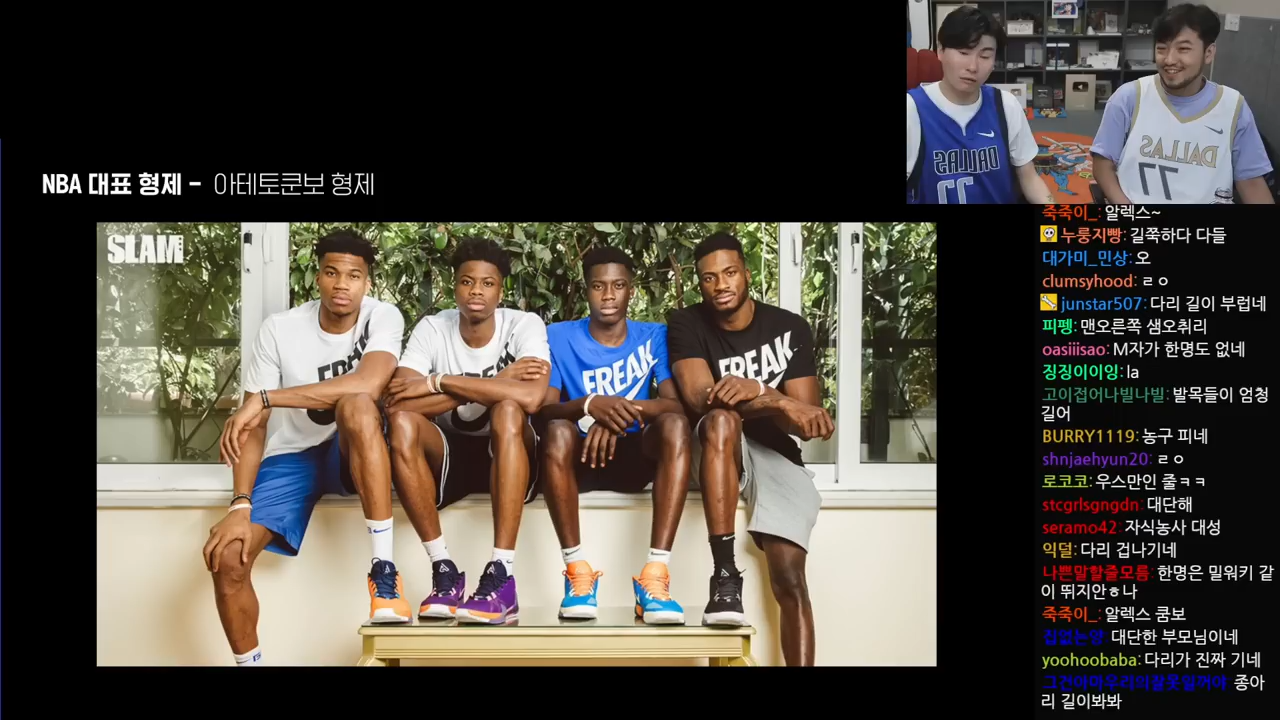 NBA 대표 형제 - 아테토쿤보 형제
SLAM
FREAK
FREAK
FREAK
DALLAS
DALLAS
77
죽죽이_: 알렉스~
누룽지빵: 길쭉하다 다들
대가미_민상: 오
clumsyhood: ㄹㅇ
junstar507: 다리 길이 부럽네
피펭: 맨오른쪽 샘오취리
oasiiisao: M자가 한명도 없네
징징이이잉: la
고이접어나빌나빌: 발목들이 엄청
길어
BURRY1119: 농구 피네
shnjaehyun20: ㄹㅇ
로코코: 우스만인 줄ㅋㅋ
stcgrlsgngdn: 대단해
seramo42: 자식농사 대성
익덜: 다리 겁나기네
나쁜말할줄모름: 한명은 밀워키 같
이 뛰지안ㅎ나
죽죽이_: 알렉스 쿰보
집없는양: 대단한 부모님이네
yoohoobaba: 다리가 진짜 기네
그건아마우리의잘못일꺼야: 종아
리 길이봐봐